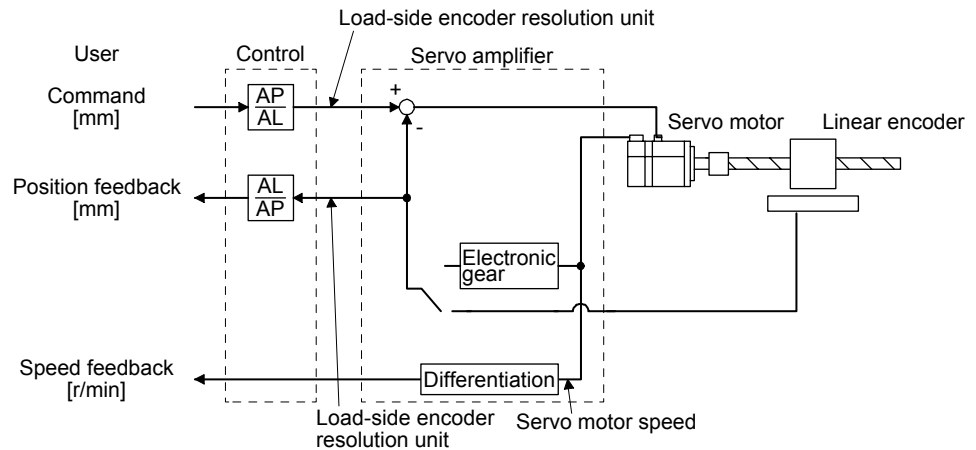 Load-side encoder resolution unit
User
Control
Servo amplifier
Command
[mm]
AP
AL
+
-
Servo motor
Linear encoder
Position feedback
[mm]
AL
AP
Electronic
gear
Speed feedback
[r/min]
Differentiation
Load-side encoder
resolution unit
Servo motor speed